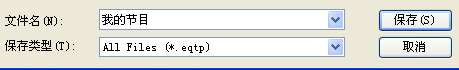 文件名(N): 我的节目 保存(S)
保存类型(T): All Files (*.eqtp) 取消